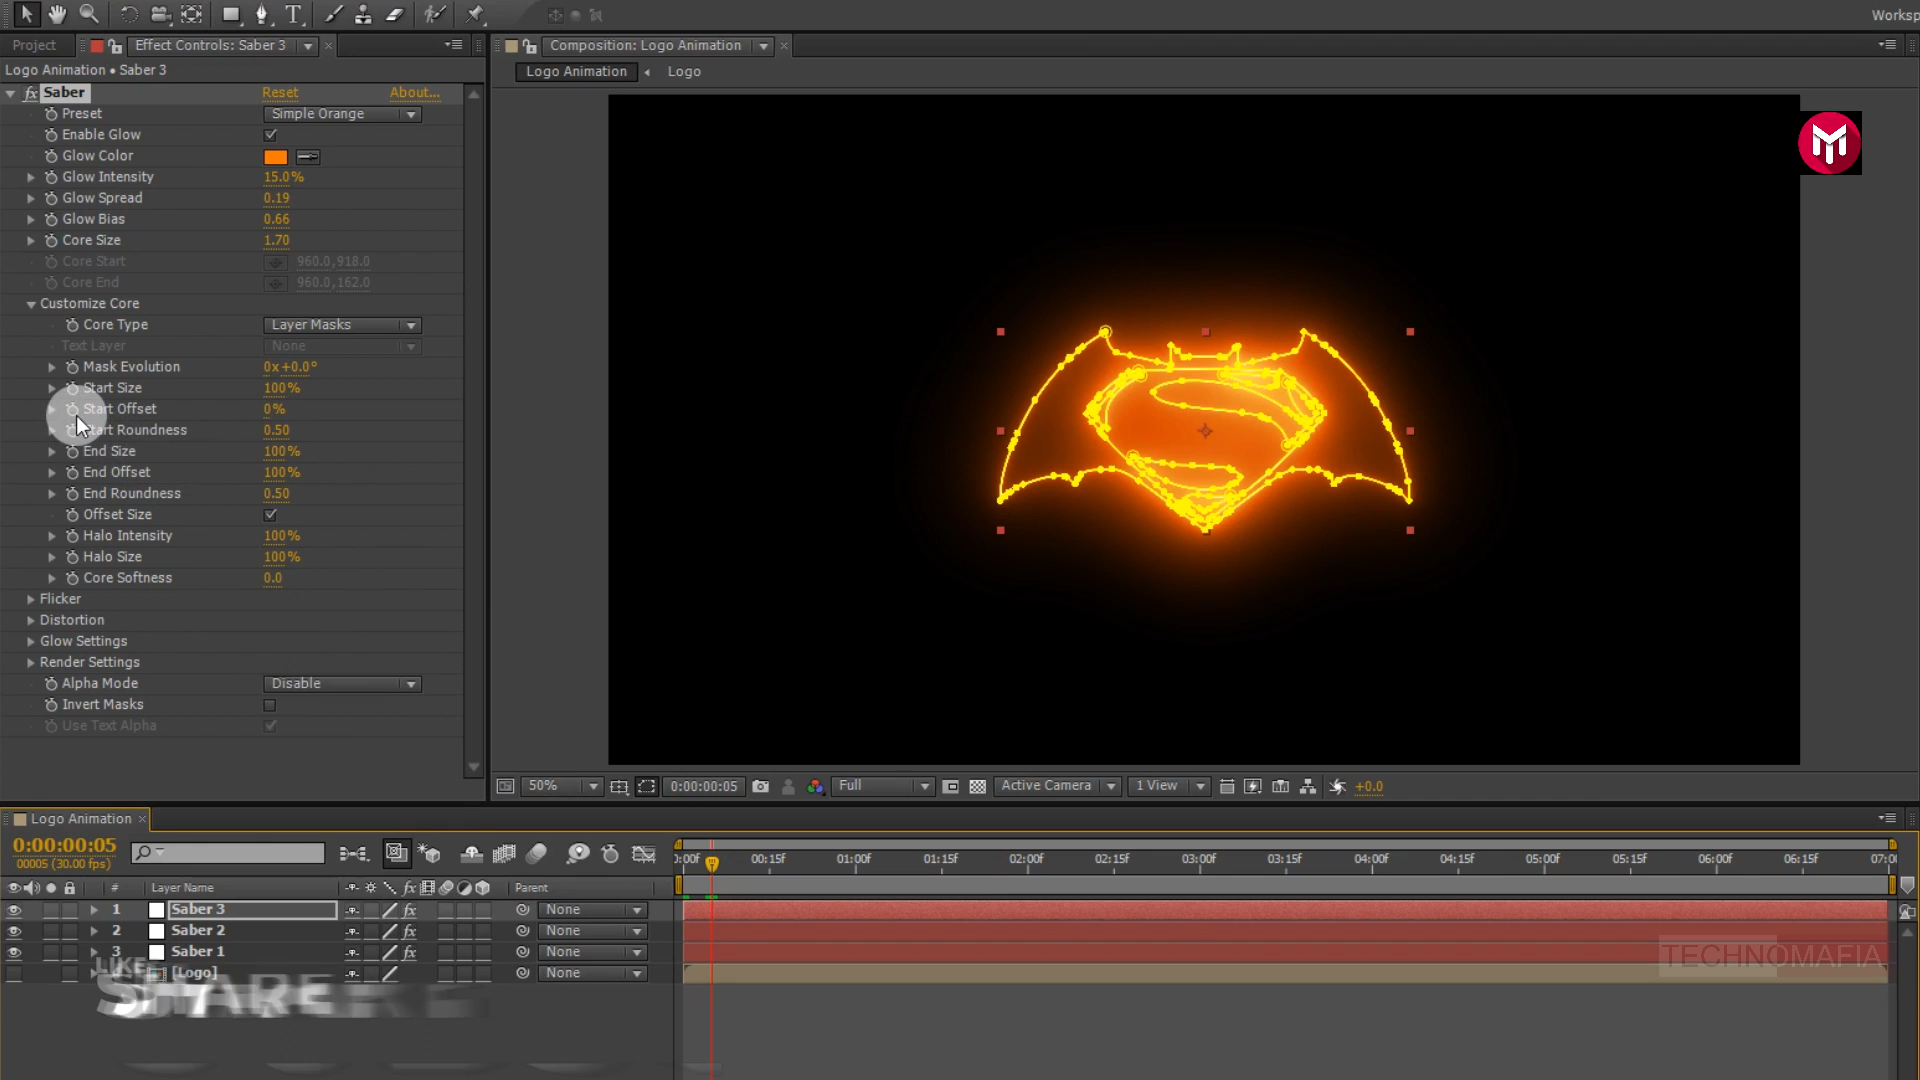 Worksp
Project
Effect Controls: Saber 3
Composition: Logo Animation
Logo Animation • Saber 3
Logo Animation
Logo
fx Saber
Reset
About...
Preset
Simple Orange
Enable Glow
Glow Color
Glow Intensity
15.0%
Glow Spread
0.19
Glow Bias
0.66
Core Size
1.70
Core Start
960.0,918.0
Core End
960.0,162.0
Customize Core
Core Type
Layer Masks
Text Layer
None
Mask Evolution
0x+0.0°
Start Size
100%
Start Offset
0%
Start Roundness
0.50
End Size
100%
End Offset
100%
End Roundness
0.50
Offset Size
Halo Intensity
100%
Halo Size
100%
Core Softness
0.0
Flicker
Distortion
Glow Settings
Render Settings
Alpha Mode
Disable
Invert Masks
Use Text Alpha
50%
0:00:00:05
Full
Active Camera
1 View
+0.0
Logo Animation
0:00:00:05
00005 (30.00 fps)
):00f
00:15f
01:00f
01:15f
02:00f
02:15f
03:00f
03:15f
04:00f
04:15f
05:00f
05:15f
06:00f
06:15f
07:00
#
Layer Name
fx
Parent
1
Saber 3
fx
None
2
Saber 2
fx
None
3
Saber 1
fx
None
[Logo]
None
LIKE
SHARE
TECHNOMAFIA